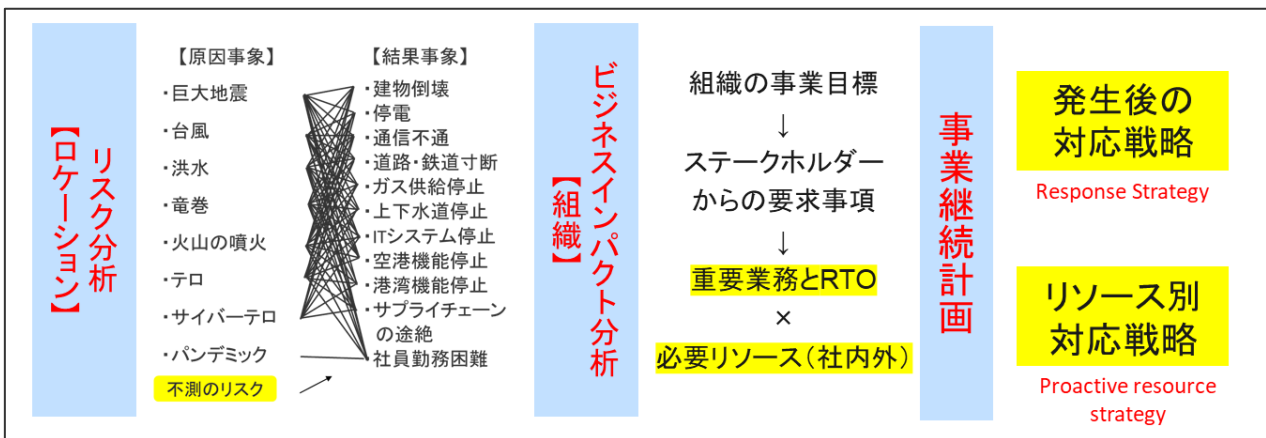 リスク分析
【ロケーション】
【原因事象】
・巨大地震
・台風
・洪水
・竜巻
・火山の噴火
・テロ
・サイバーテロ
・パンデミック
不測のリスク
【結果事象】
・建物倒壊
・停電
・通信不通
・道路・鉄道寸断
・ガス供給停止
・上下水道停止
・ITシステム停止
・空港機能停止
・港湾機能停止
・サプライチェーン
の途絶
・社員勤務困難
ビジネスインパクト分析
【組織】
組織の事業目標
↓
ステークホルダー
からの要求事項
↓
重要業務とRTO
×
必要リソース(社内外)
事業継続計画
発生後の
対応戦略
Response Strategy
リソース別
対応戦略
Proactive resource
strategy